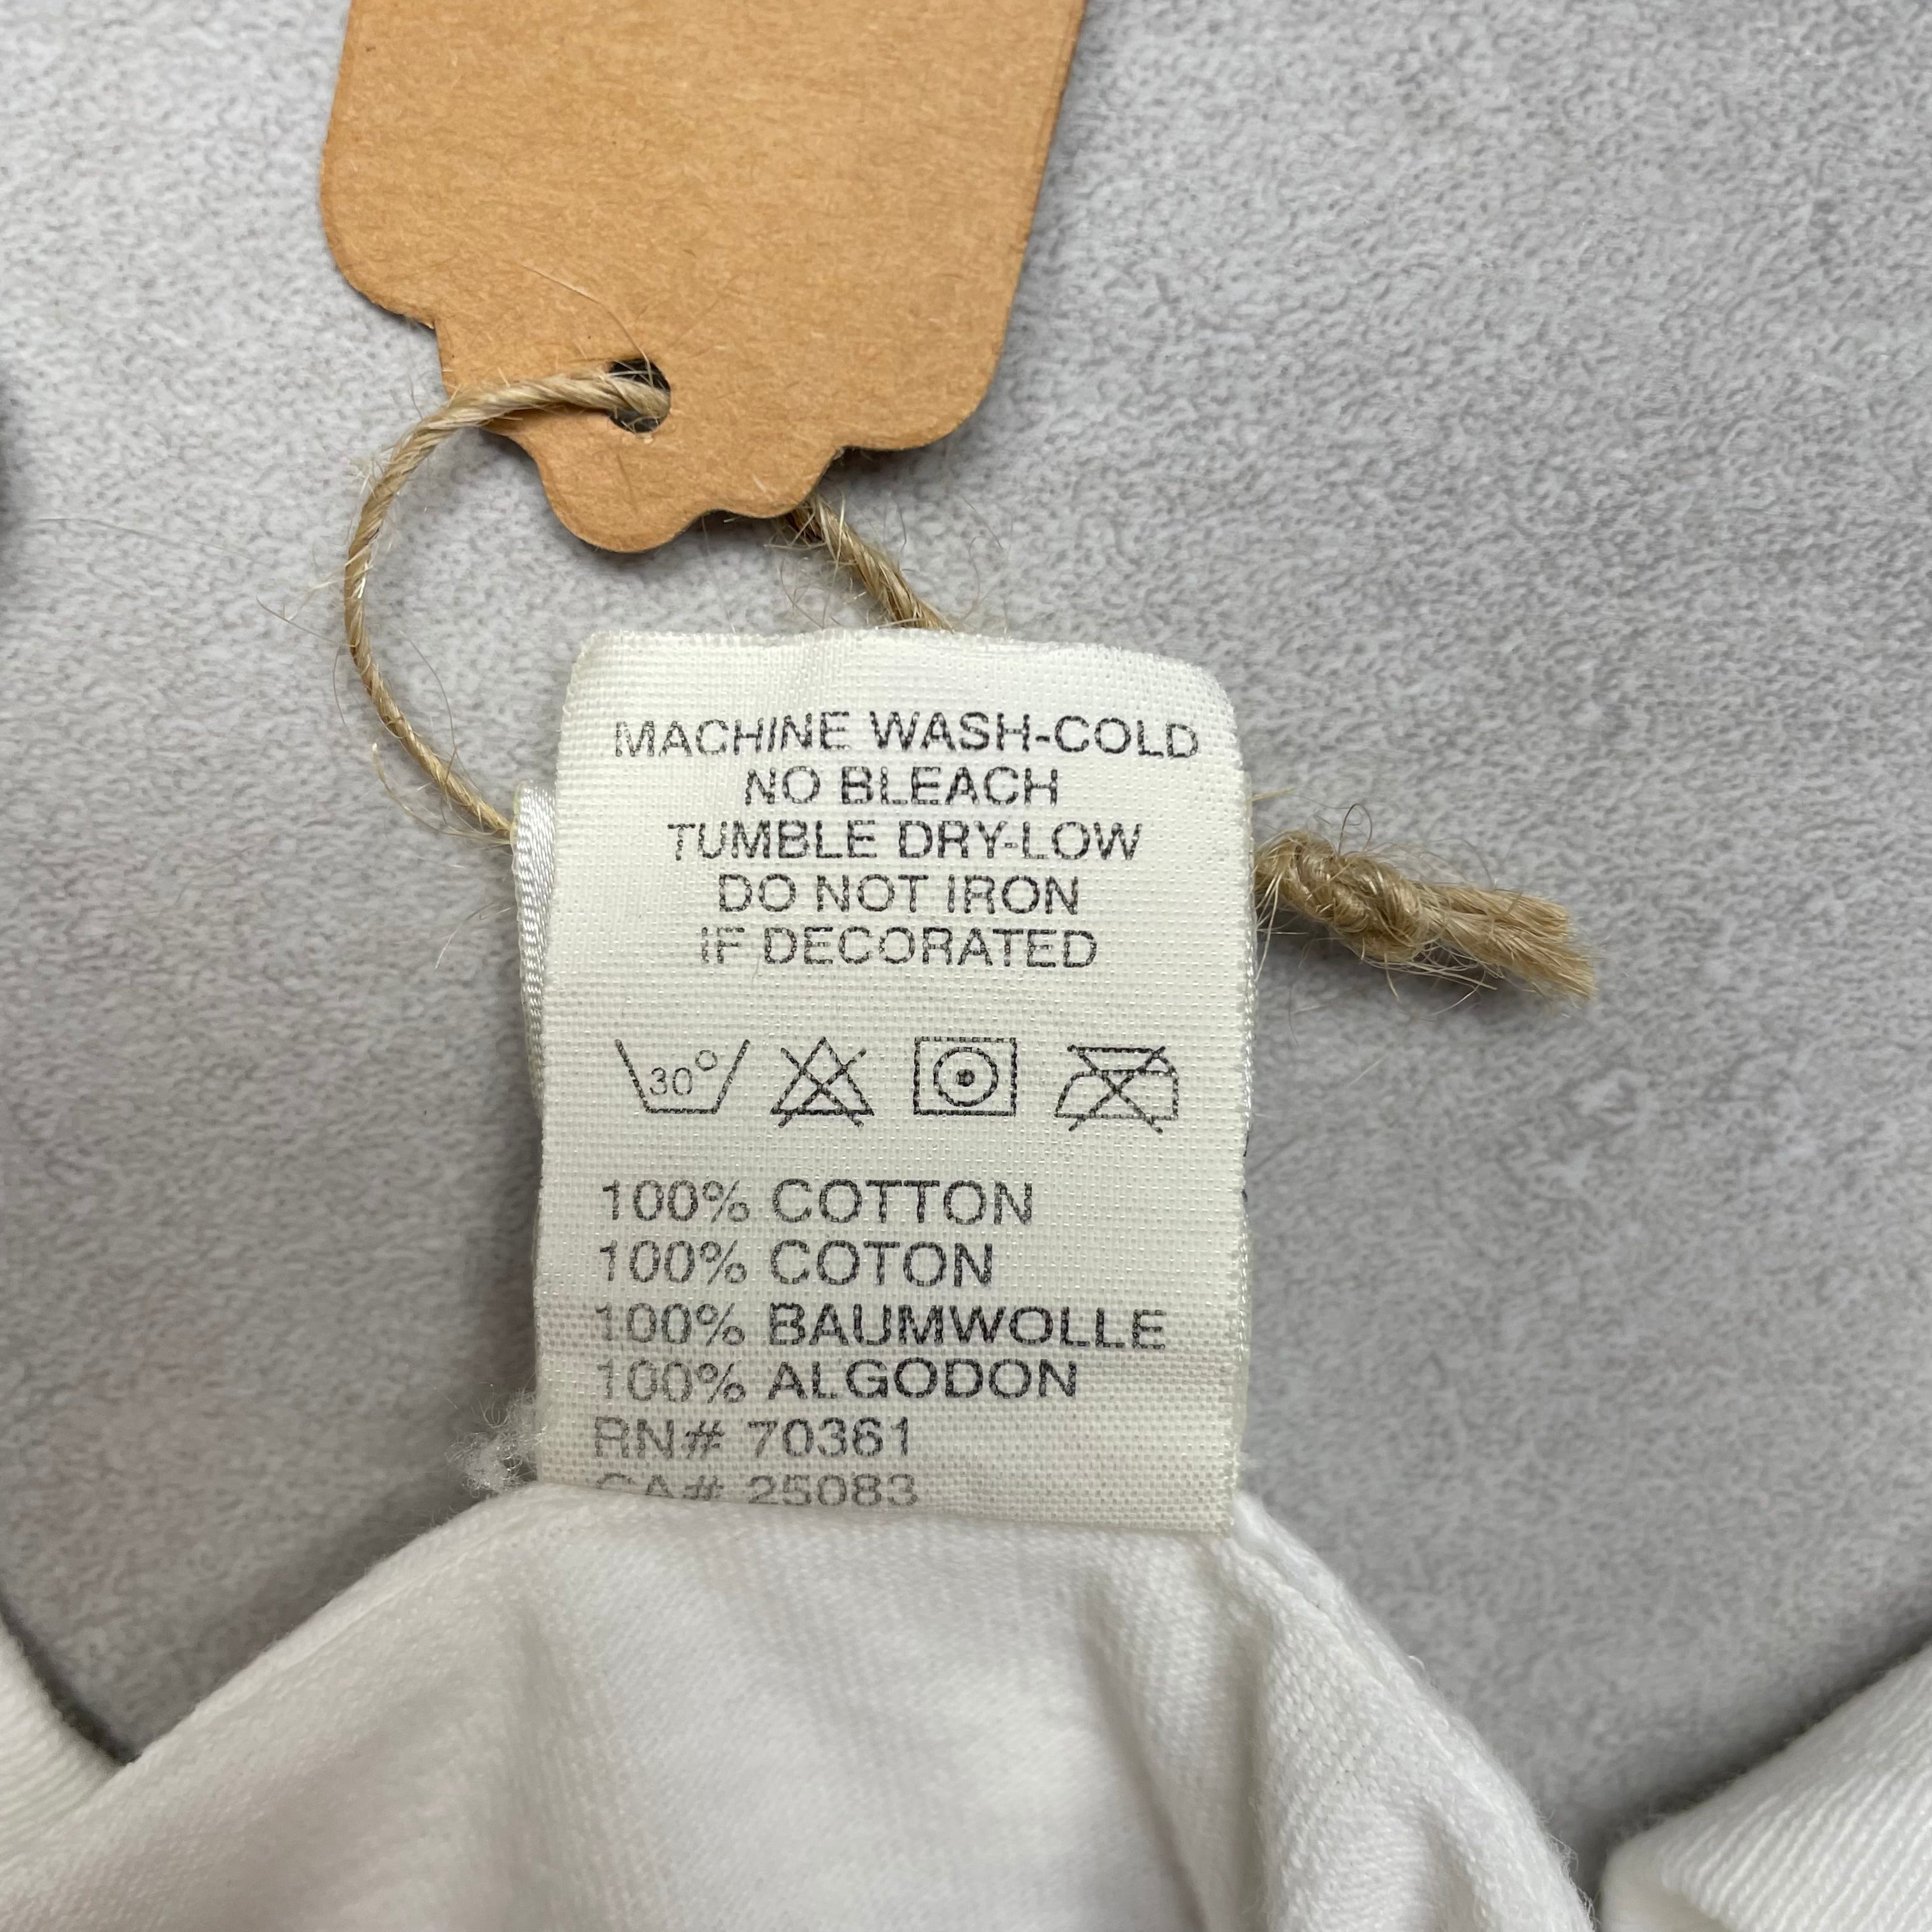 MACHINE WASH-COLD
NO BLEACH
TUMBLE DRY-LOW
DO NOT IRON
IF DECORATED
30°
100% COTTON
100% COTON
100% BAUMWOLLE
100% ALGODON
RN# 70361
CA# 25083